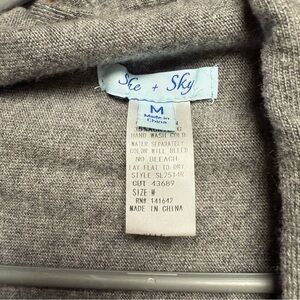 She + Sky
M
Made in
China
HAND WASH COLD
WATER SEPARATELY
COLOR WILL BLEED
NO BLEACH
LAY FLAT TO DRY
STYLE SL2514R
CUT 43689
SIZE M
RN# 141647
MADE IN CHINA